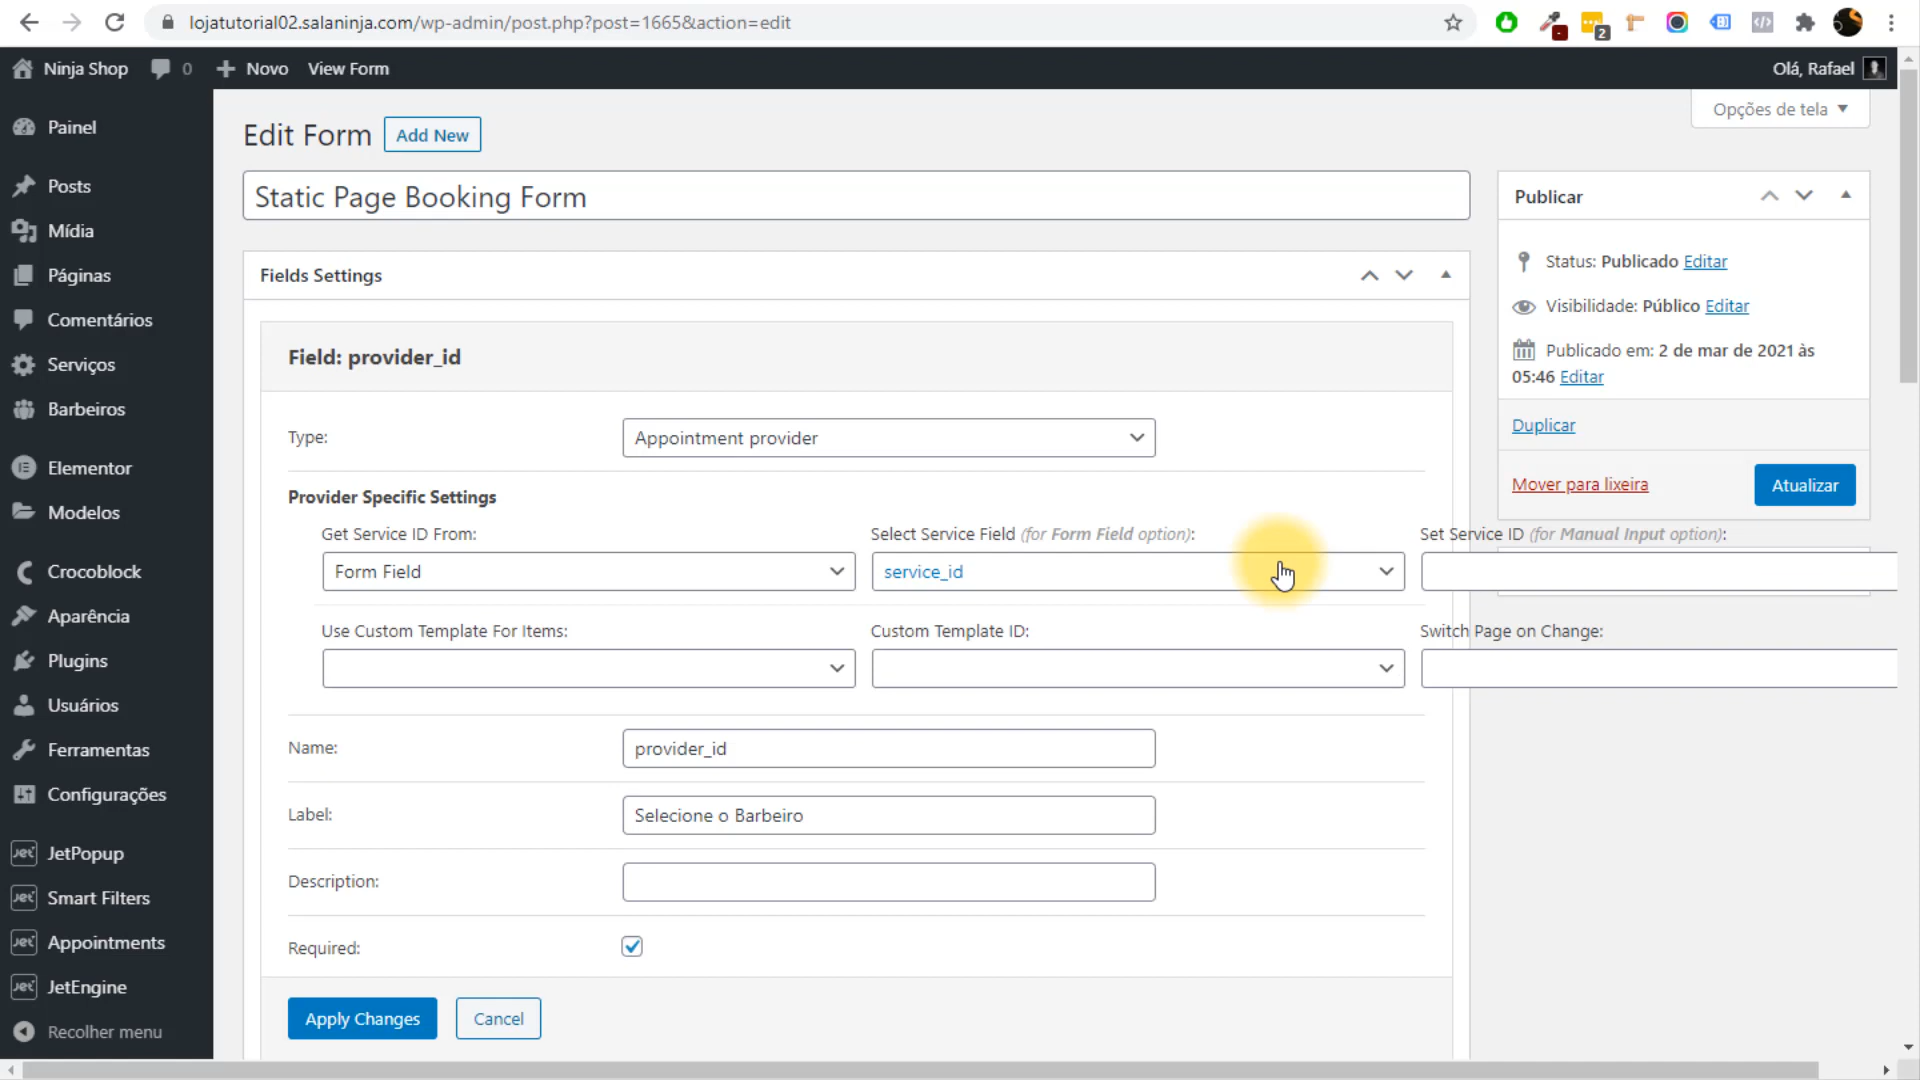 lojatutorial02.salaninja.com/wp-admin/post.php?post=1665&action=edit
2
Ninja Shop
0
Novo
View Form
Olá, Rafael
Opções de tela
Painel
Posts
Mídia
Páginas
Comentários
Serviços
Barbeiros
Elementor
Modelos
Crocoblock
Aparência
Plugins
Usuários
Ferramentas
Configurações
Jet JetPopup
Jet Smart Filters
Jet Appointments
Jet JetEngine
Recolher menu
Edit Form
Add New
Static Page Booking Form
Fields Settings
Field: provider_id
Type:
Appointment provider
Provider Specific Settings
Get Service ID From:
Select Service Field (for Form Field option):
Set Service ID (for Manual Input option):
Form Field
service_id
Use Custom Template For Items:
Custom Template ID:
Switch Page on Change:
Name:
provider_id
Label:
Selecione o Barbeiro
Description:
Required:
Apply Changes
Cancel
Publicar
Status: Publicado Editar
Visibilidade: Público Editar
Publicado em: 2 de mar de 2021 às
05:46 Editar
Duplicar
Mover para lixeira
Atualizar